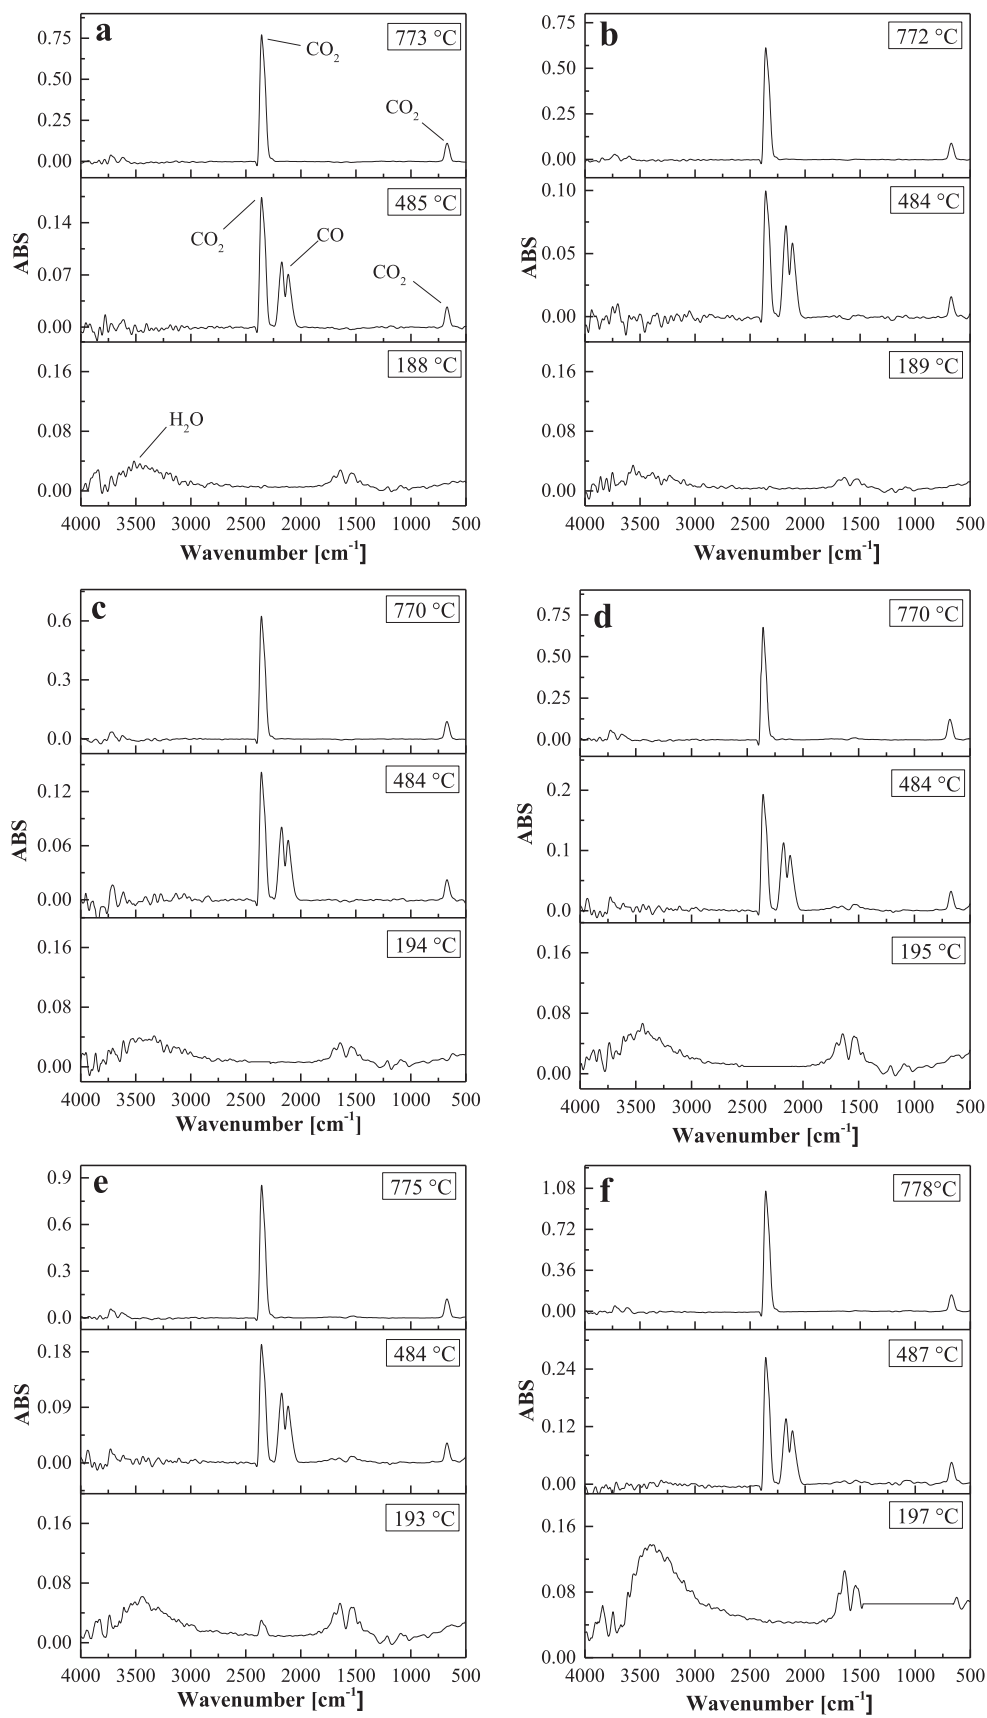 a
773 °C
0.75
0.50
0.25
0.00
CO2
CO2
485 °C
0.14
0.07
0.00
ABS
CO2
CO
CO2
188 °C
0.16
0.08
0.00
H2O
4000 3500 3000 2500 2000 1500 1000 500
Wavenumber [cm-1]
b
772 °C
0.75
0.50
0.25
0.00
484 °C
0.10
0.05
0.00
ABS
189 °C
0.16
0.08
0.00
4000 3500 3000 2500 2000 1500 1000 500
Wavenumber [cm-1]
c
770 °C
0.6
0.3
0.0
484 °C
0.12
0.06
0.00
ABS
194 °C
0.16
0.08
0.00
4000 3500 3000 2500 2000 1500 1000 500
Wavenumber [cm-1]
d
770 °C
0.75
0.50
0.25
0.00
484 °C
0.2
0.1
0.0
ABS
195 °C
0.16
0.08
0.00
4000 3500 3000 2500 2000 1500 1000 500
Wavenumber [cm-1]
e
775 °C
0.9
0.6
0.3
0.0
484 °C
0.18
0.09
0.00
ABS
193 °C
0.16
0.08
0.00
4000 3500 3000 2500 2000 1500 1000 500
Wavenumber [cm-1]
f
778°C
1.08
0.72
0.36
0.00
487 °C
0.24
0.12
0.00
ABS
197 °C
0.16
0.08
0.00
4000 3500 3000 2500 2000 1500 1000 500
Wavenumber [cm-1]